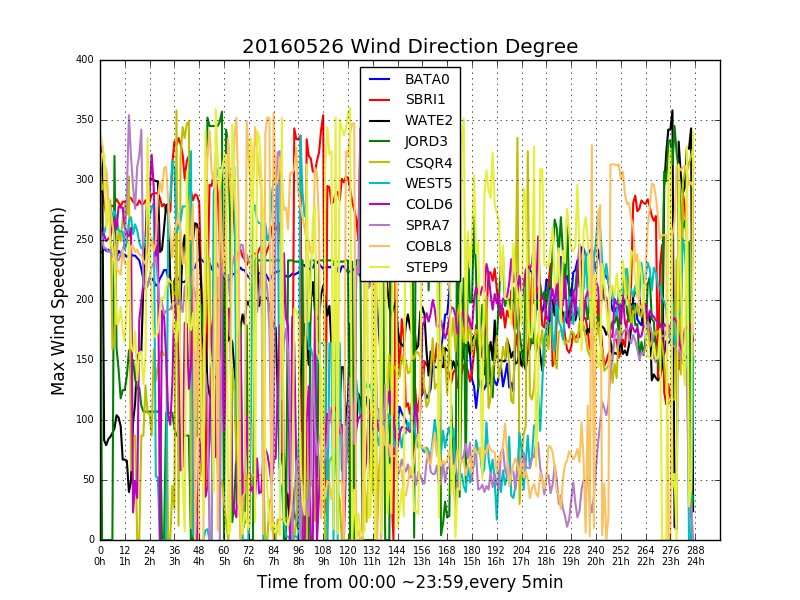 20160526 Wind Direction Degree
400
350
300
250
200
150
100
50
0
Max Wind Speed(mph)
BATA0
SBRI1
WATE2
JORD3
CSQR4
WEST5
COLD6
SPRA7
COBL8
STEP9
0 12 24 36 48 60 72 84 96 108 120 132 144 156 168 180 192 204 216 228 240 252 264 276 288
0h 1h 2h 3h 4h 5h 6h 7h 8h 9h 10h 11h 12h 13h 14h 15h 16h 17h 18h 19h 20h 21h 22h 23h 24h
Time from 00:00 ~23:59,every 5min